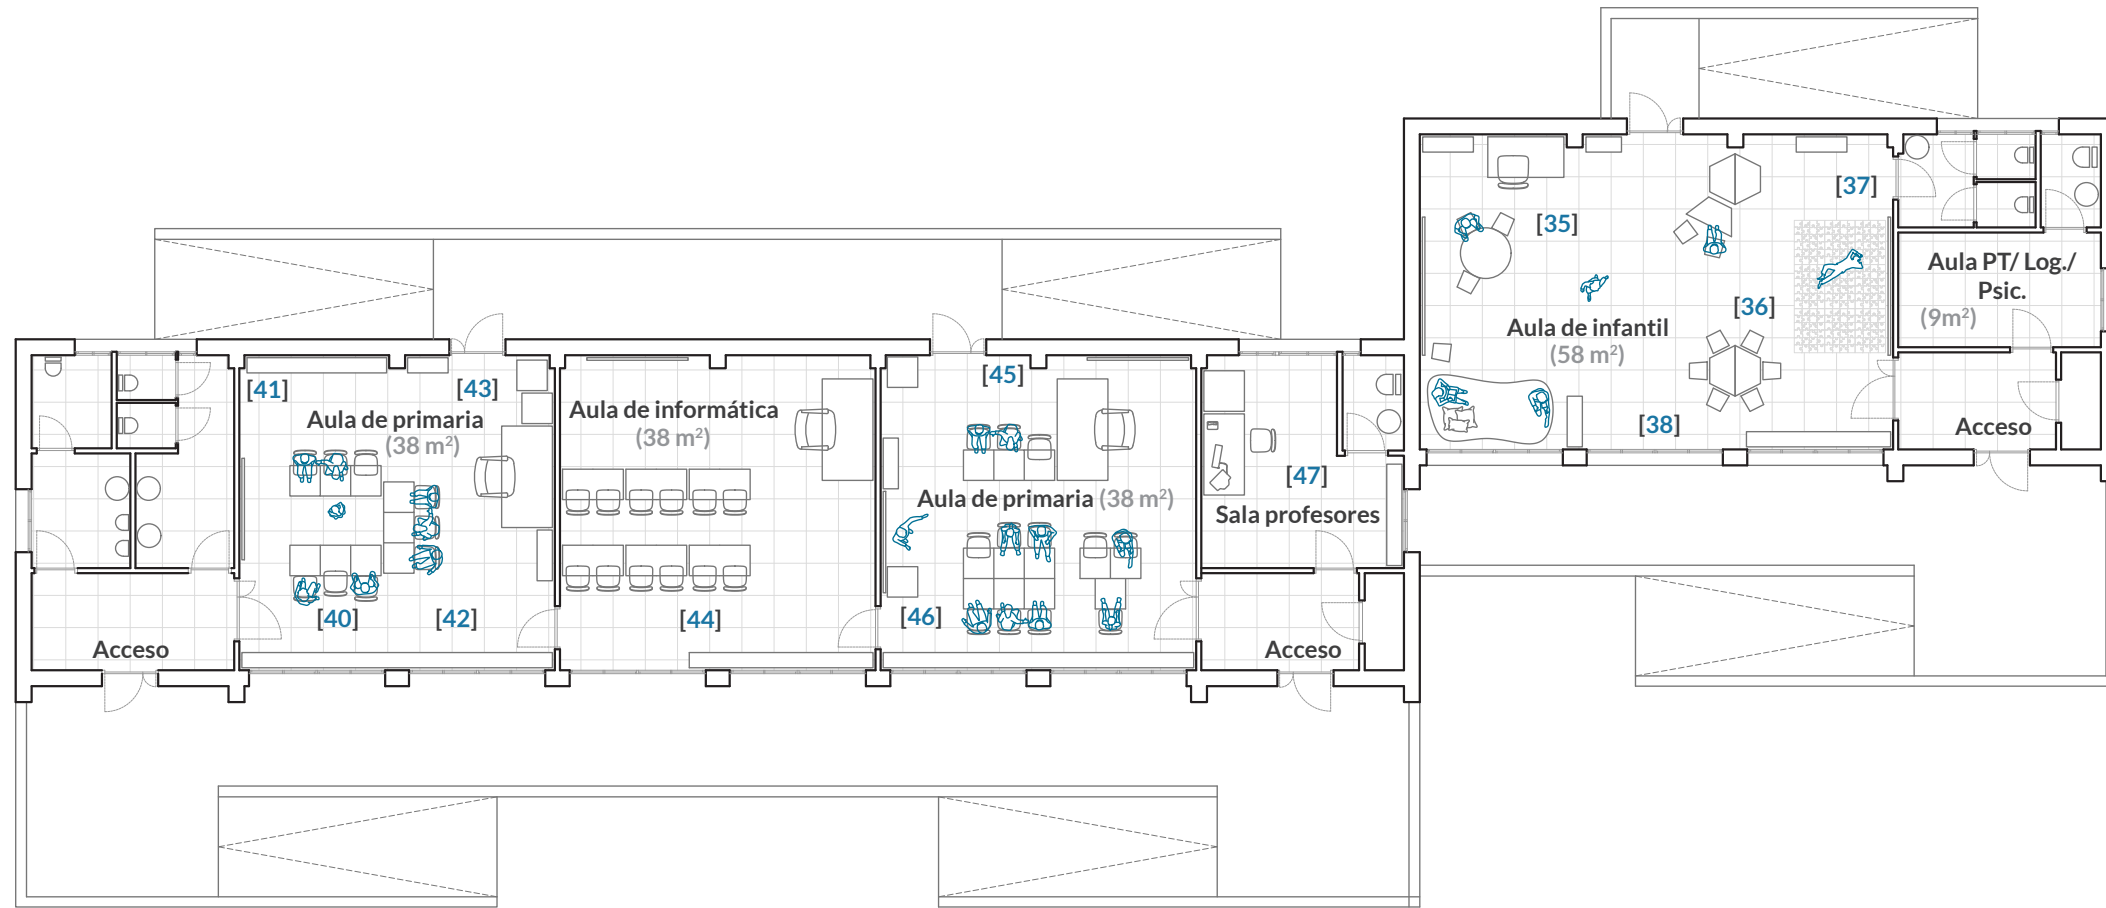 [37]
[35]
Aula PT/ Log./
Psic.
(9m²)
[36]
Aula de infantil
(58 m²)
[38]
Acceso
[41]
[43]
Aula de primaria
(38 m²)
[40]
[42]
Acceso
Aula de informática
(38 m²)
[44]
[45]
Aula de primaria (38 m²)
[46]
[47]
Sala profesores
Acceso